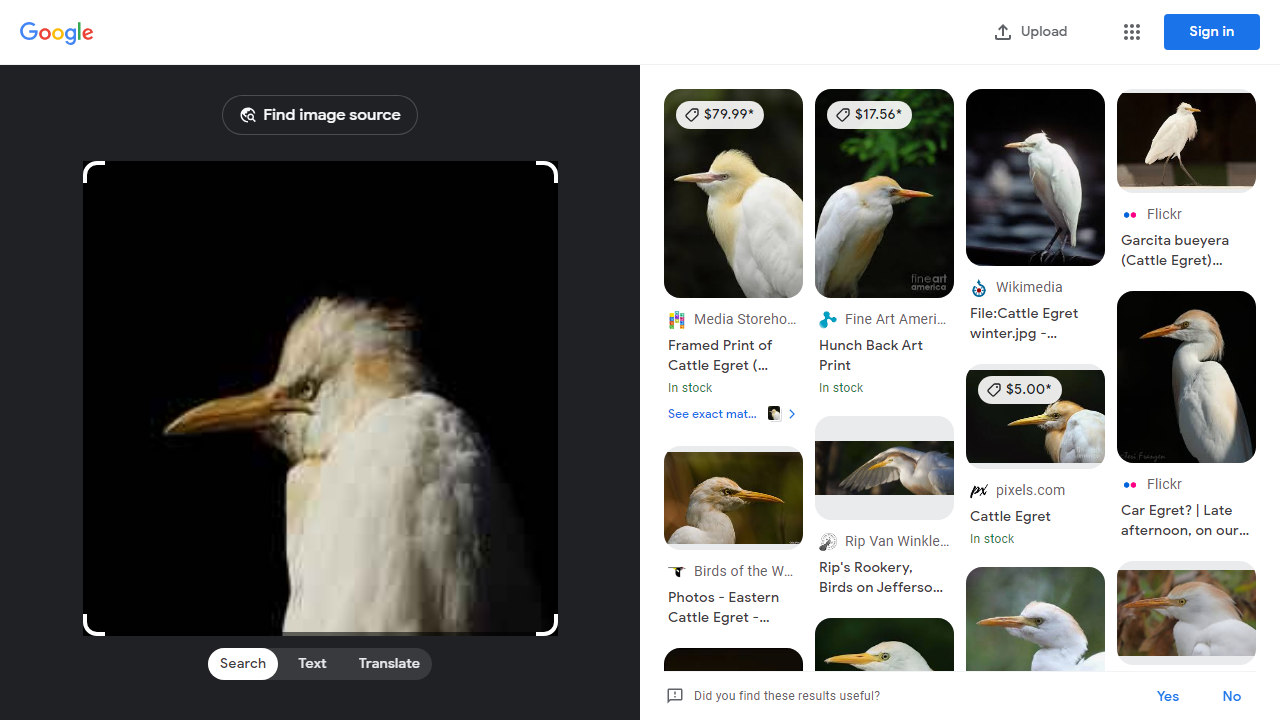 Google
Upload
Sign in
Find image source
Search
Text
Translate
$79.99*
Media Storeho...
Framed Print of
Cattle Egret (...
In stock
See exact mat...
Birds of the W...
Photos - Eastern
Cattle Egret -...
$17.56*
fineart
america
Fine Art Ameri...
Hunch Back Art
Print
In stock
Rip Van Winkle...
Rip's Rookery,
Birds on Jefferso...
Wikimedia
File:Cattle Egret
winter.jpg -...
$5.00*
px pixels.com
Cattle Egret
In stock
Flickr
Garcita bueyera
(Cattle Egret)...
Teri Franzen
Flickr
Car Egret? | Late
afternoon, on our...
Did you find these results useful?
Yes
No